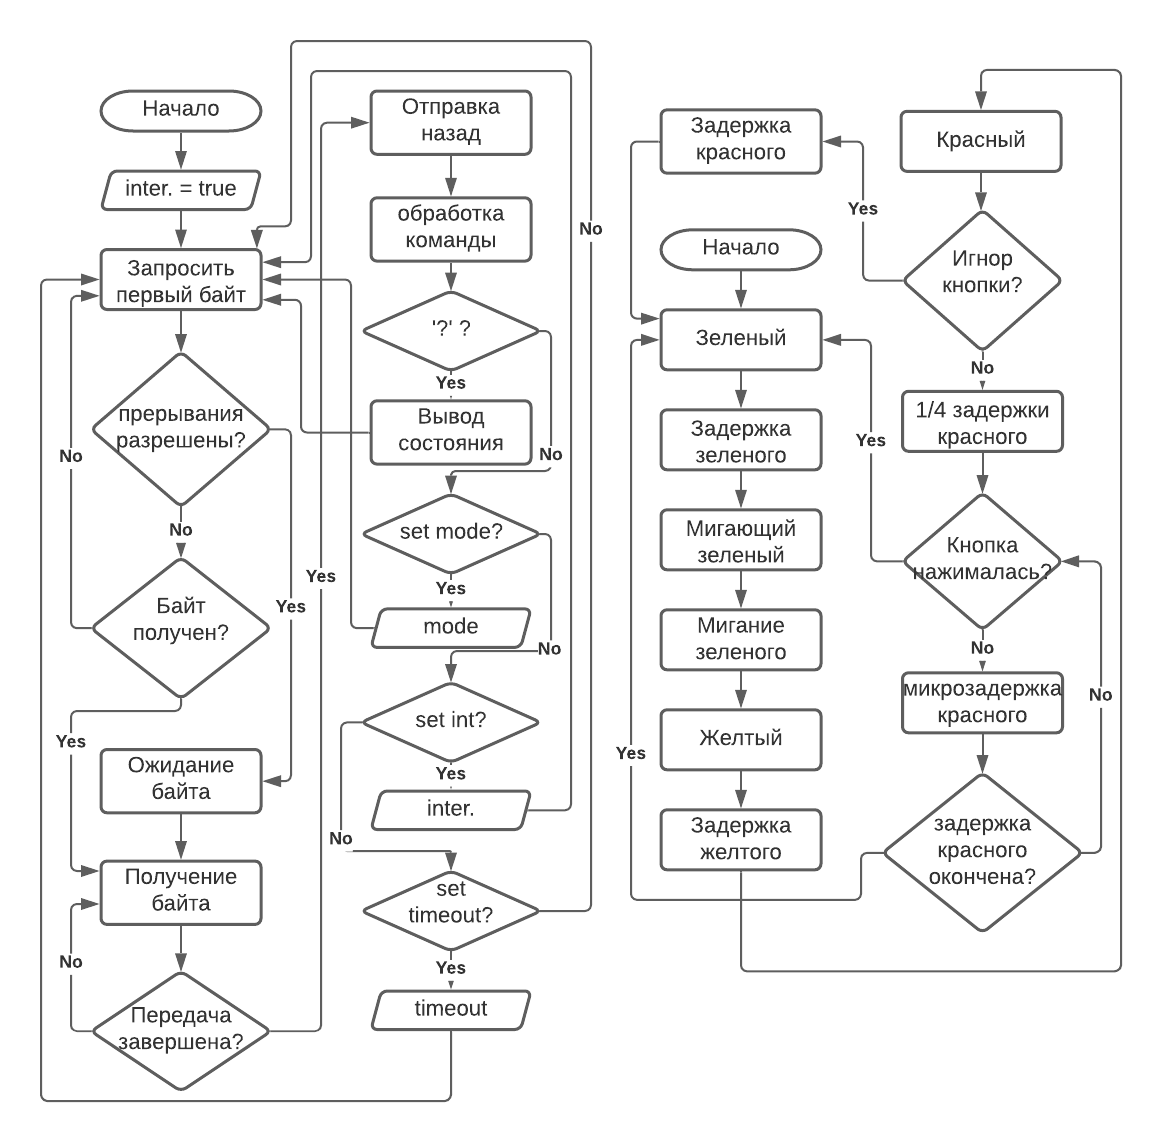 Начало
inter. = true
Запросить
первый байт
прерывания
разрешены?
No
No
Байт
получен?
Yes
Yes
Ожидание
байта
Получение
байта
No
Передача
завершена?
Yes
Отправка
назад
обработка
команды
'?' ?
Yes
Вывод
состояния
No
set mode?
Yes
mode
No
set int?
Yes
inter.
No
set
timeout?
Yes
timeout
No
Задержка
красного
Начало
Зеленый
Задержка
зеленого
Мигающий
зеленый
Мигание
зеленого
Желтый
Yes
Задержка
желтого
Красный
Yes
Игнор
кнопки?
No
1/4 задержки
красного
Yes
Кнопка
нажималась?
No
микрозадержка
красного
No
задержка
красного
окончена?